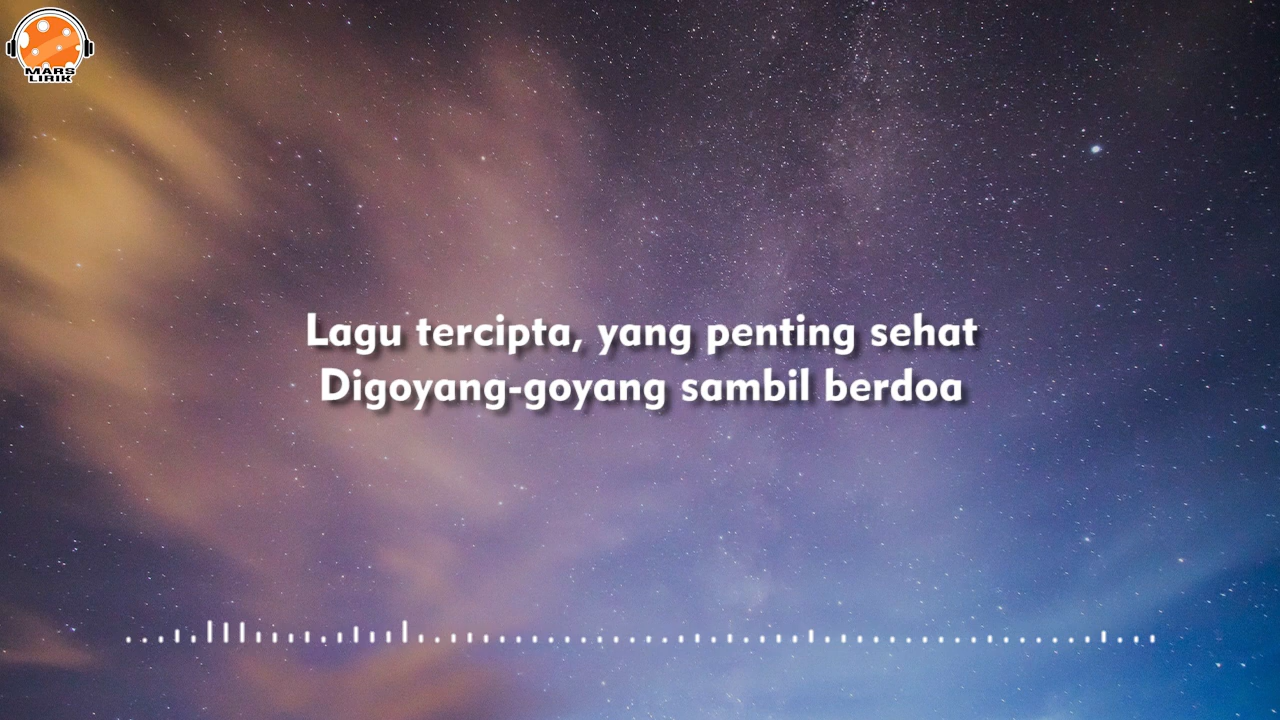 MARS
LIRIK
Lagu tercipta, yang penting sehat
Digoyang-goyang sambil berdoa